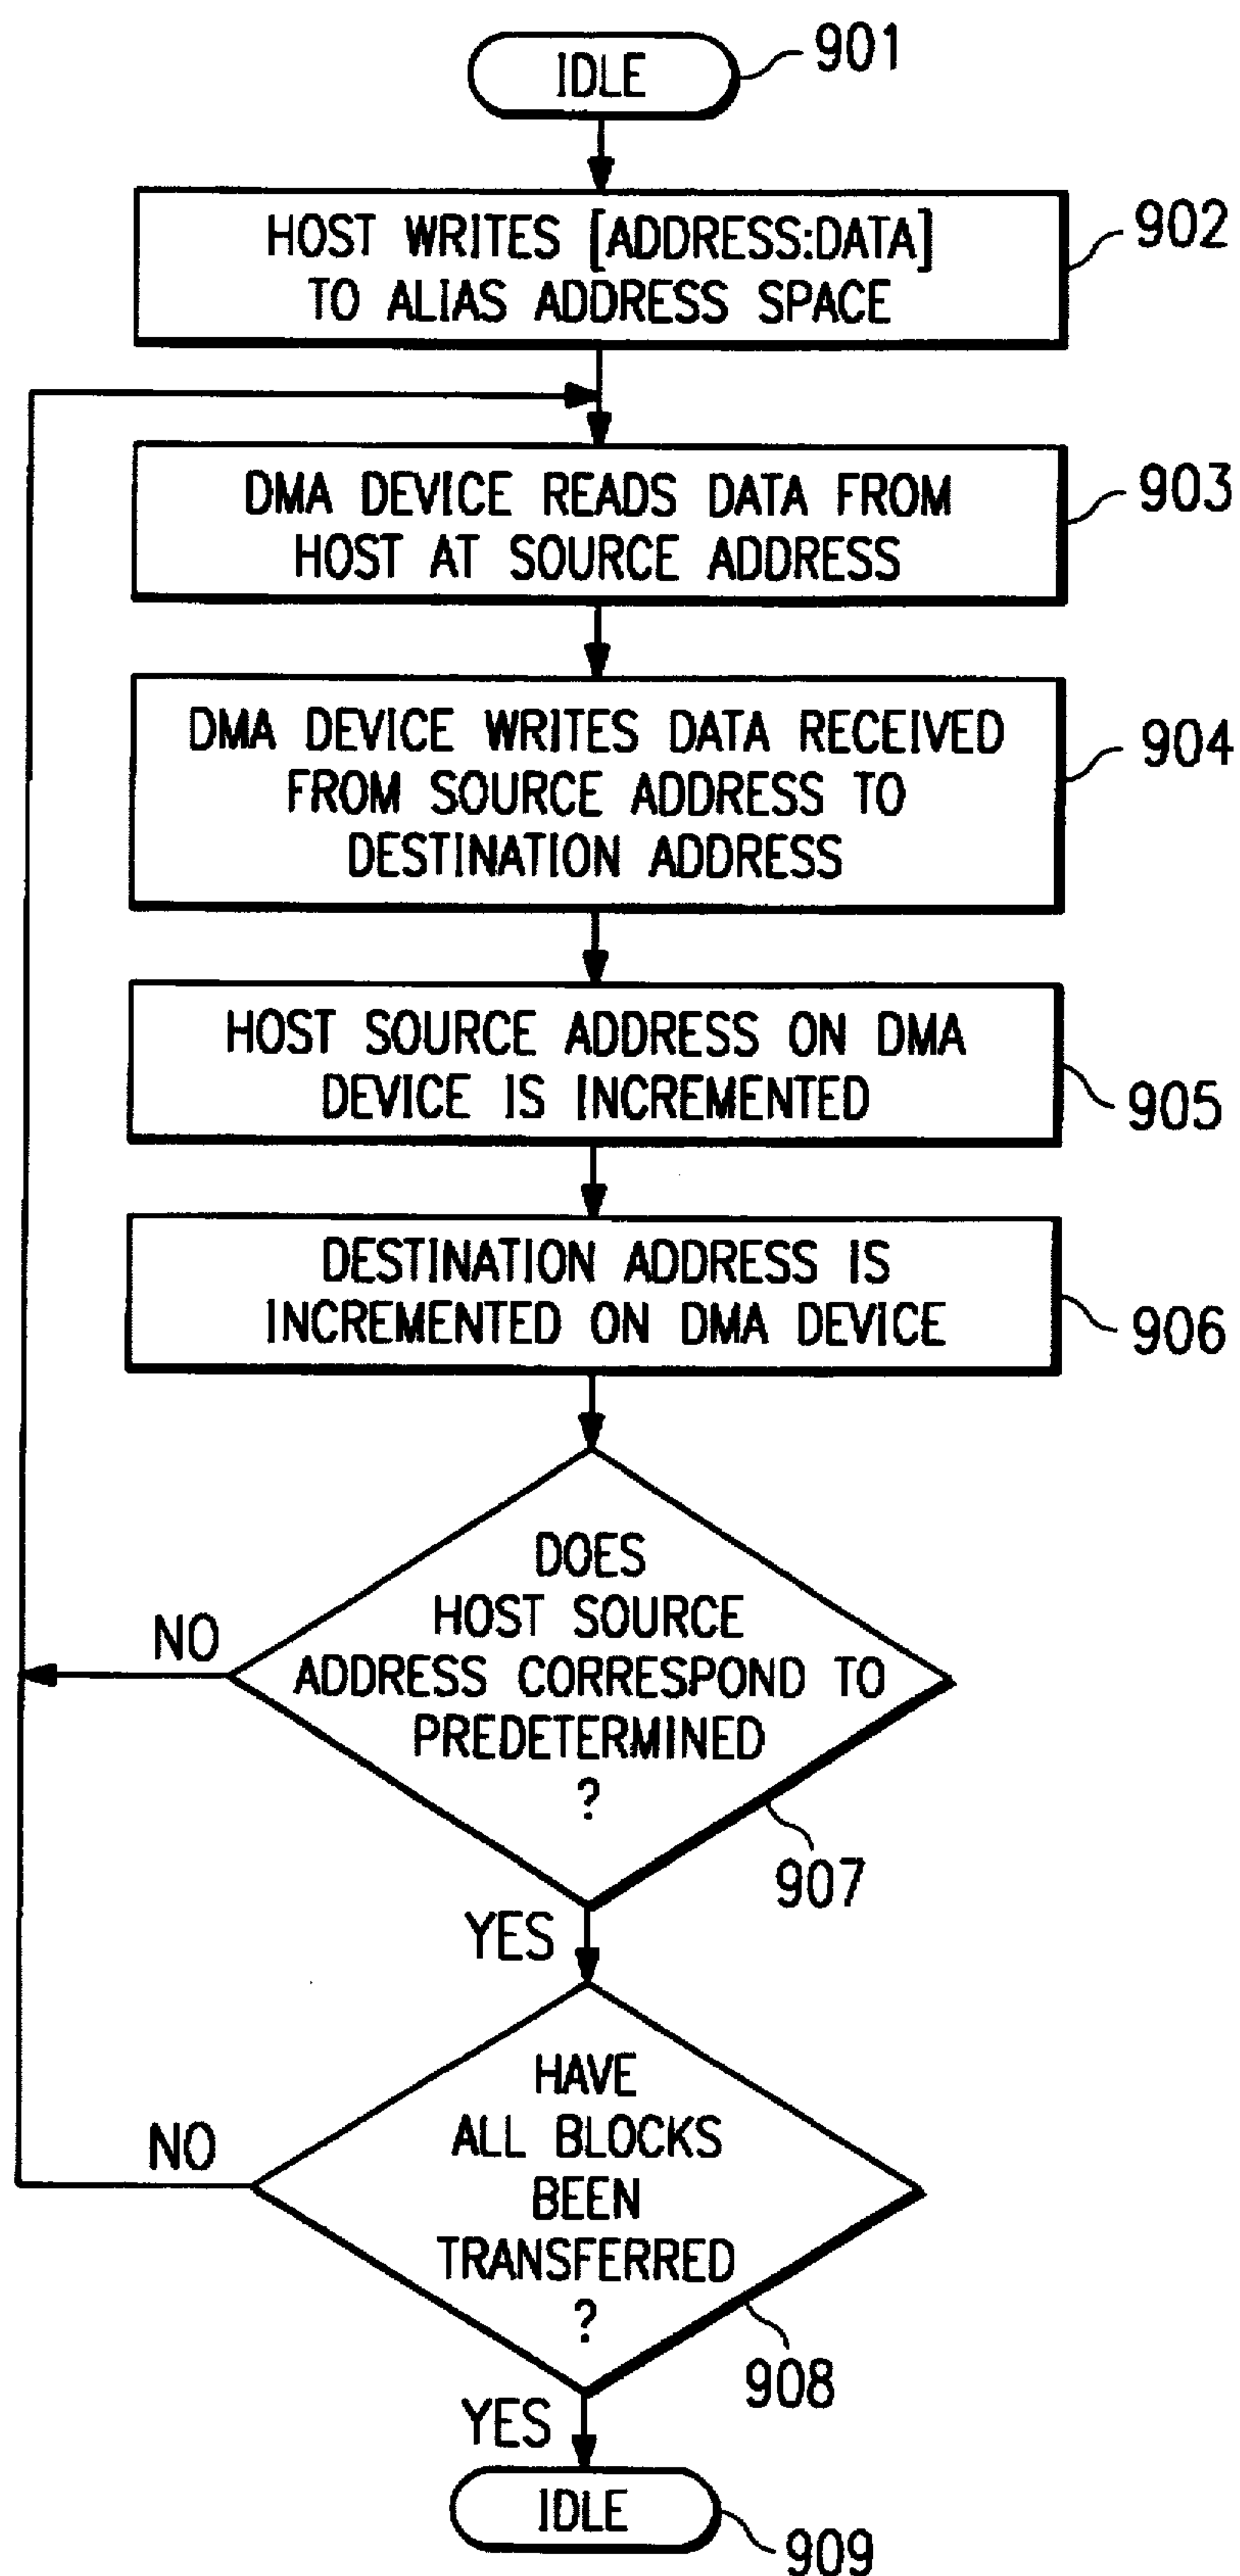 IDLE
901
HOST WRITES [ADDRESS:DATA]
TO ALIAS ADDRESS SPACE
902
DMA DEVICE READS DATA FROM
HOST AT SOURCE ADDRESS
903
DMA DEVICE WRITES DATA RECEIVED
FROM SOURCE ADDRESS TO
DESTINATION ADDRESS
904
HOST SOURCE ADDRESS ON DMA
DEVICE IS INCREMENTED
905
DESTINATION ADDRESS IS
INCREMENTED ON DMA DEVICE
906
DOES
HOST SOURCE
ADDRESS CORRESPOND TO
PREDETERMINED
?
NO
907
YES
HAVE
ALL BLOCKS
BEEN
TRANSFERRED
?
NO
908
YES
IDLE
909